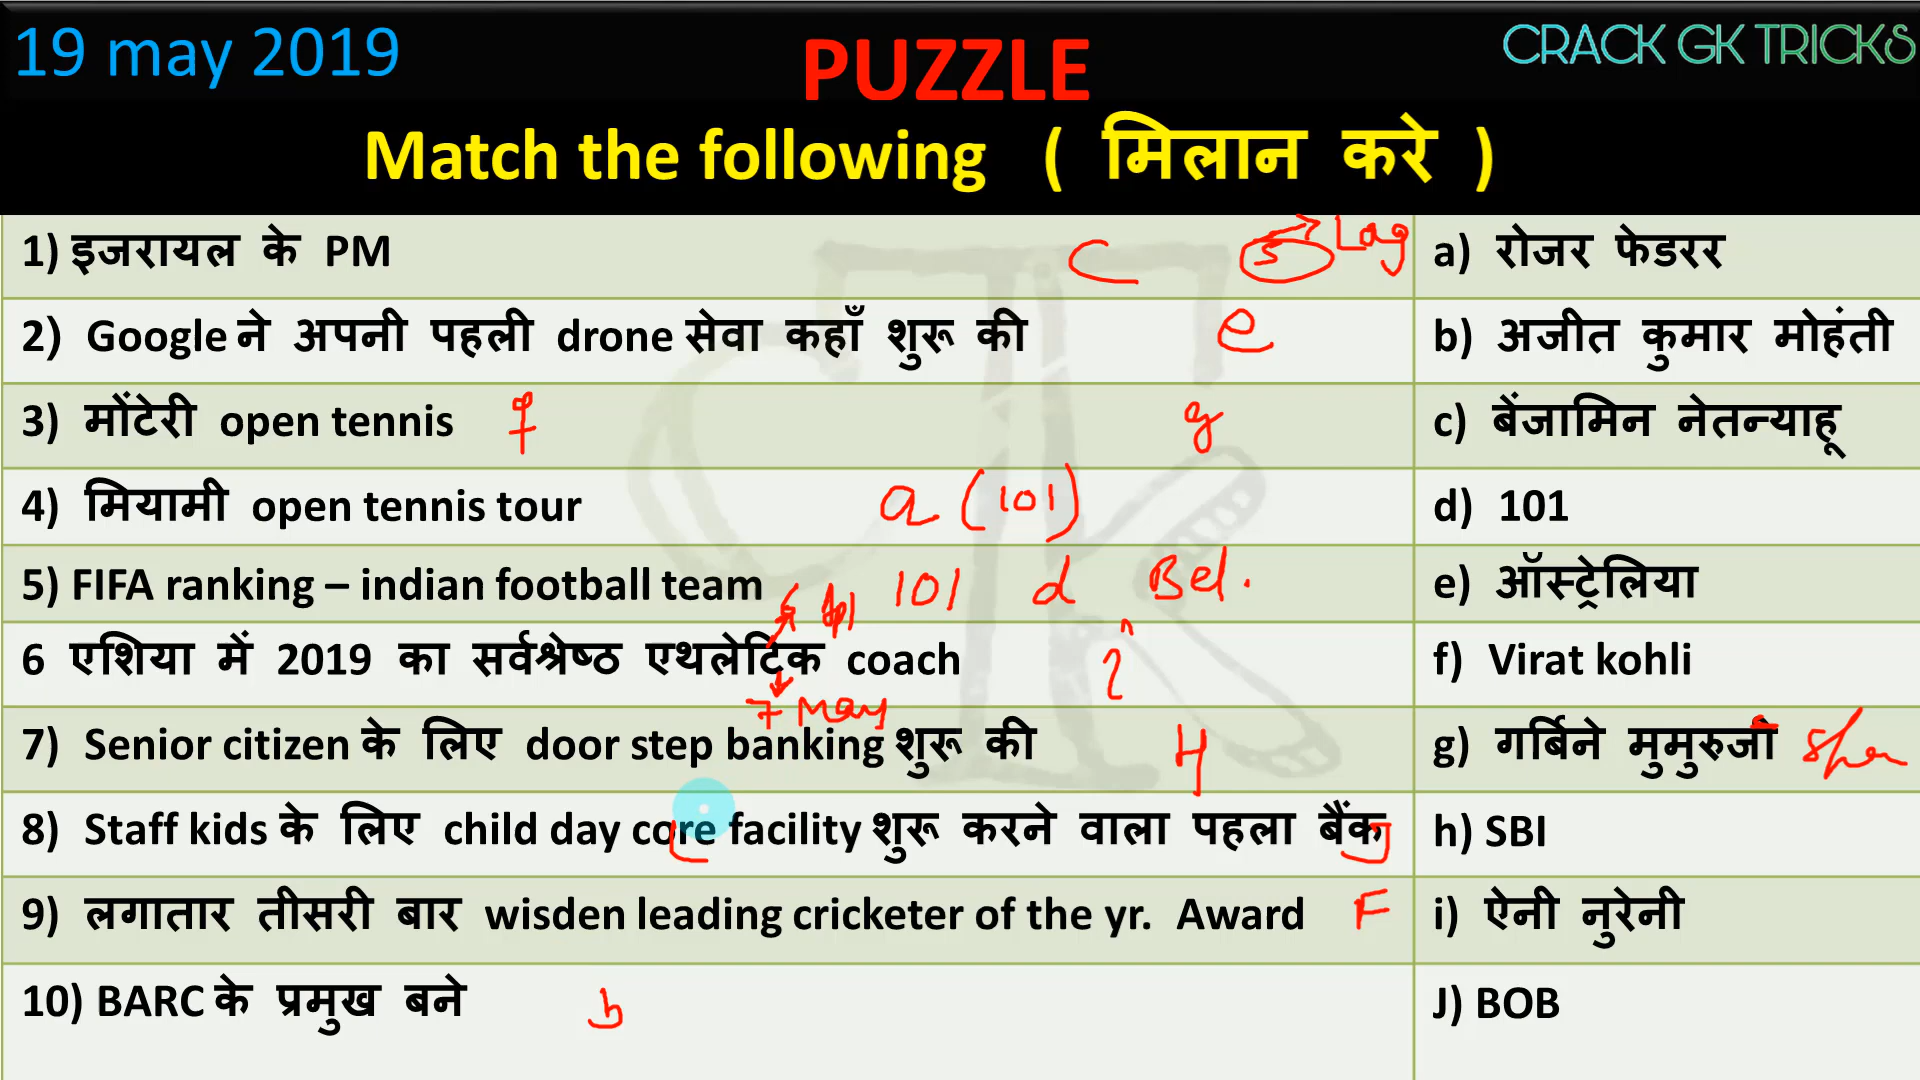 19 may 2019
PUZZLE
CRACK GK TRICKS
Match the following ( मिलान करे )
1) इजरायल के PM C 5 → Lag a) रोजर फेडरर
2) Google ने अपनी पहली drone सेवा कहाँ शुरू की e b) अजीत कुमार मोहंती
3) मोंटेरी open tennis g c) बेंजामिन नेतन्याहू
4) मियामी open tennis tour a (101) d) 101
5) FIFA ranking – indian football team 101 d Bel. e) ऑस्ट्रेलिया
6 एशिया में 2019 का सर्वश्रेष्ठ एथलेटिक coach f) Virat kohli
7 May
7) Senior citizen के लिए door step banking शुरू की H g) गर्बिने मुमुरुजा
8) Staff kids के लिए child day core facility शुरू करने वाला पहला बैंक J h) SBI
9) लगातार तीसरी बार wisden leading cricketer of the yr. Award F i) ऐनी नुरेनी
10) BARC के प्रमुख बने b J) BOB